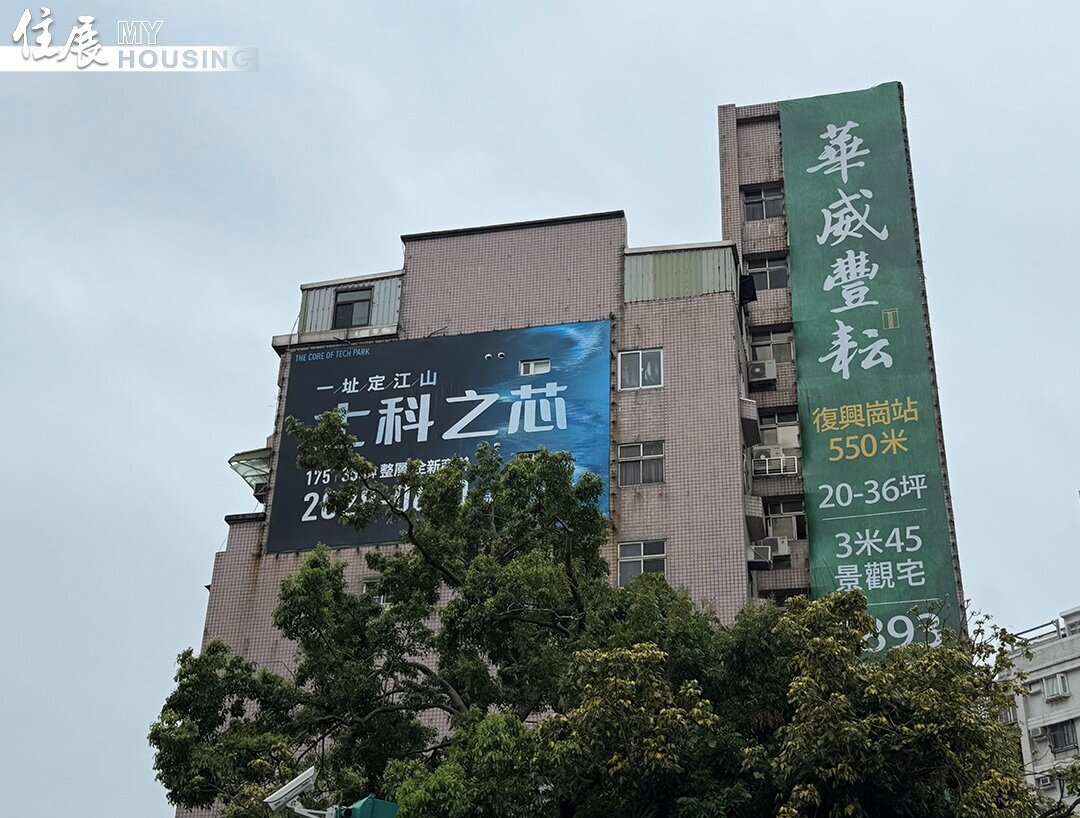 住展 MY HOUSING
THE CORE OF TECH PARK
一址定江山
士科之芯
華威豐耘
復興崗站
550米
20-36坪
3米45
景觀宅
893